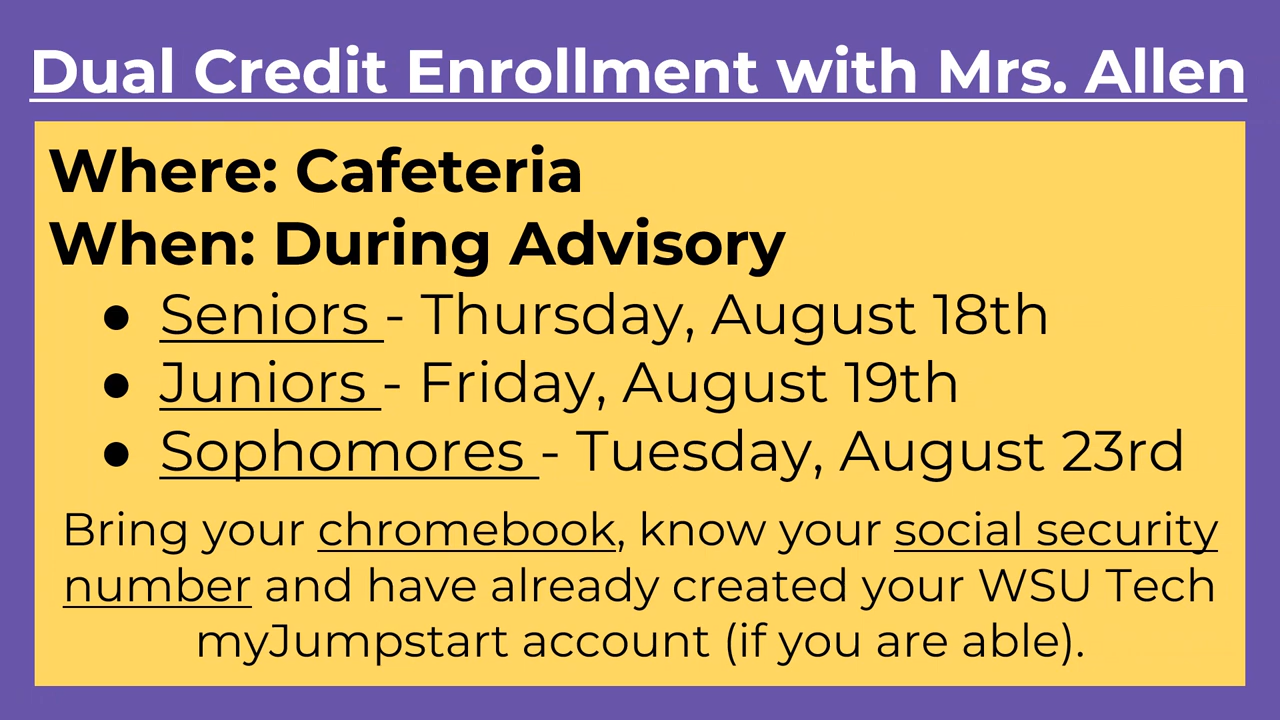 Dual Credit Enrollment with Mrs. Allen
Where: Cafeteria
When: During Advisory
● Seniors - Thursday, August 18th
● Juniors - Friday, August 19th
● Sophomores - Tuesday, August 23rd
Bring your chromebook, know your social security
number and have already created your WSU Tech
myJumpstart account (if you are able).